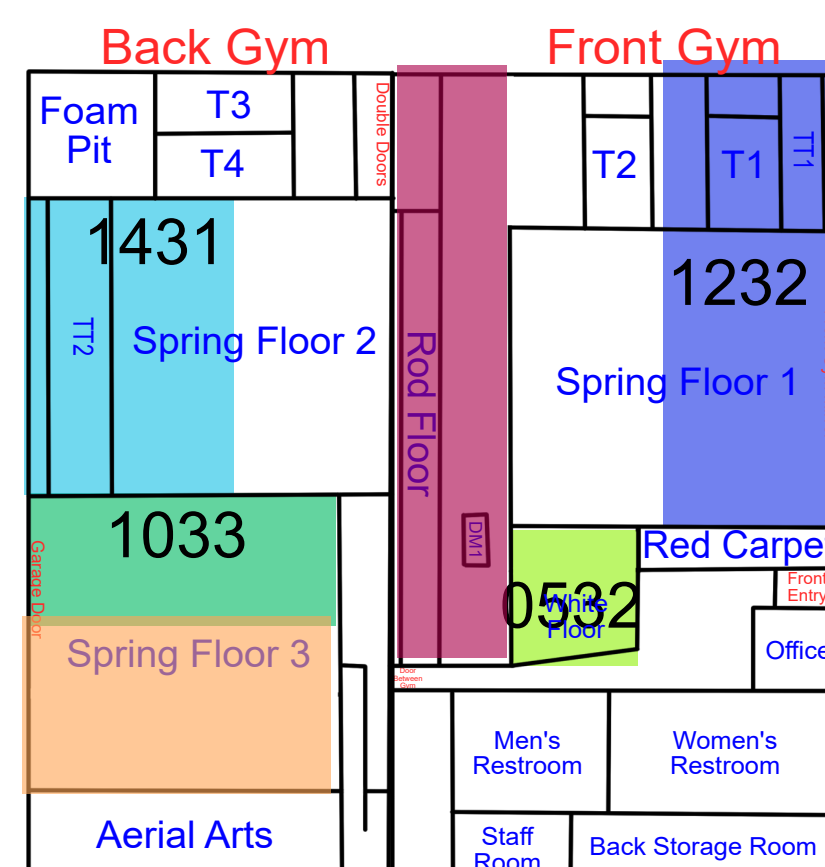 Back Gym
Front Gym
Foam
Pit
T3
T4
Double Doors
T2
T1
TT1
1431
1232
TT2
Spring Floor 2
Rod Floor
Spring Floor 1
1033
DM1
Red Carpe
Garage Door
0532
White
Floor
Front
Entry
Spring Floor 3
Office
Door
Between
Gym
Men's
Restroom
Women's
Restroom
Aerial Arts
Staff
Room
Back Storage Room